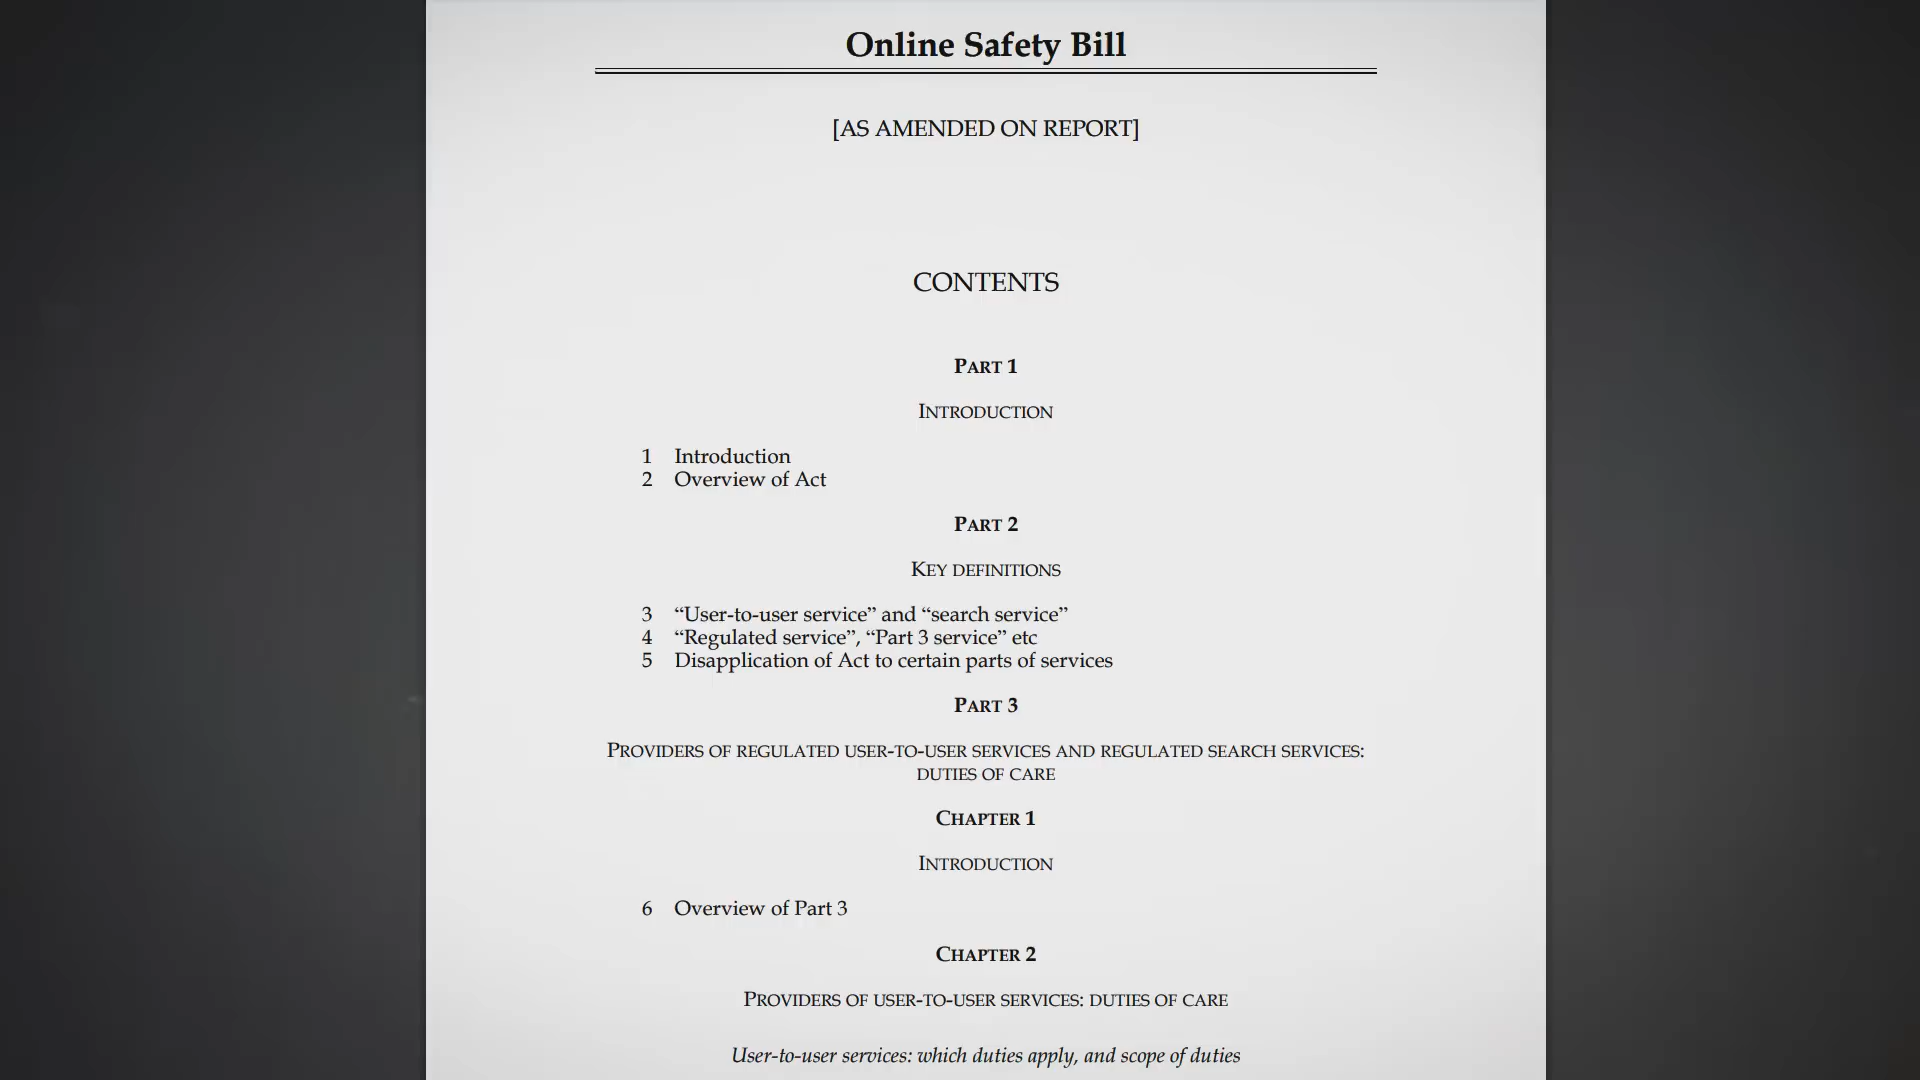 Online Safety Bill
[AS AMENDED ON REPORT]
CONTENTS
PART 1
INTRODUCTION
1 Introduction
2 Overview of Act
PART 2
KEY DEFINITIONS
3 “User-to-user service” and “search service”
4 “Regulated service”, “Part 3 service” etc
5 Disapplication of Act to certain parts of services
PART 3
PROVIDERS OF REGULATED USER-TO-USER SERVICES AND REGULATED SEARCH SERVICES:
DUTIES OF CARE
CHAPTER 1
INTRODUCTION
6 Overview of Part 3
CHAPTER 2
PROVIDERS OF USER-TO-USER SERVICES: DUTIES OF CARE
User-to-user services: which duties apply, and scope of duties